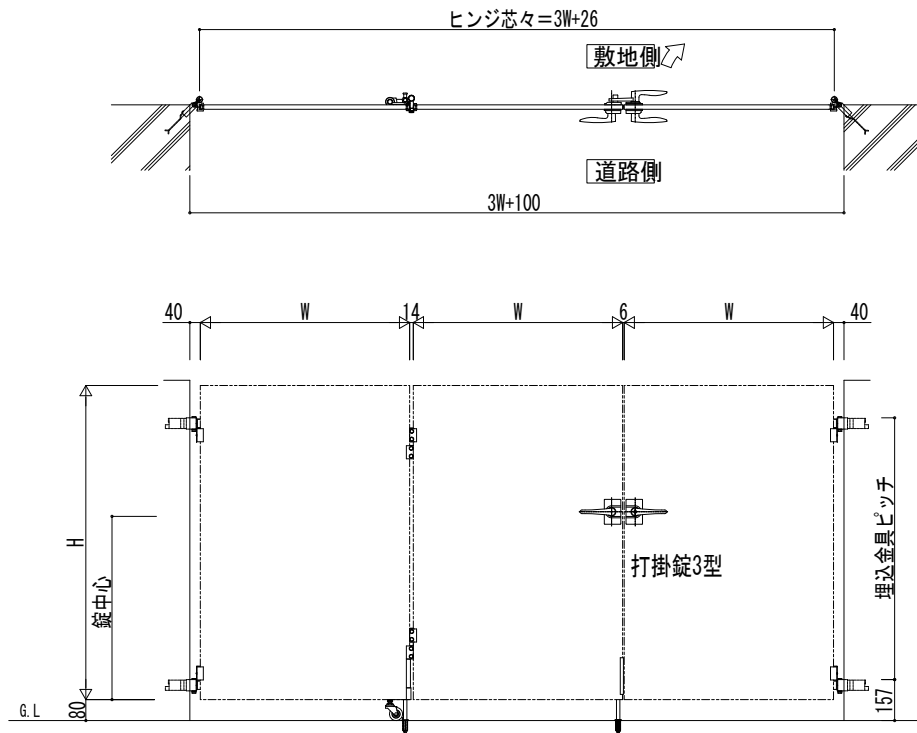 ヒンジ芯々=3W+26
敷地側
道路側
3W+100
40
W
14
W
6
W
40
H
錠中心
打掛錠3型
埋込金具ピッチ
G.L
80
157